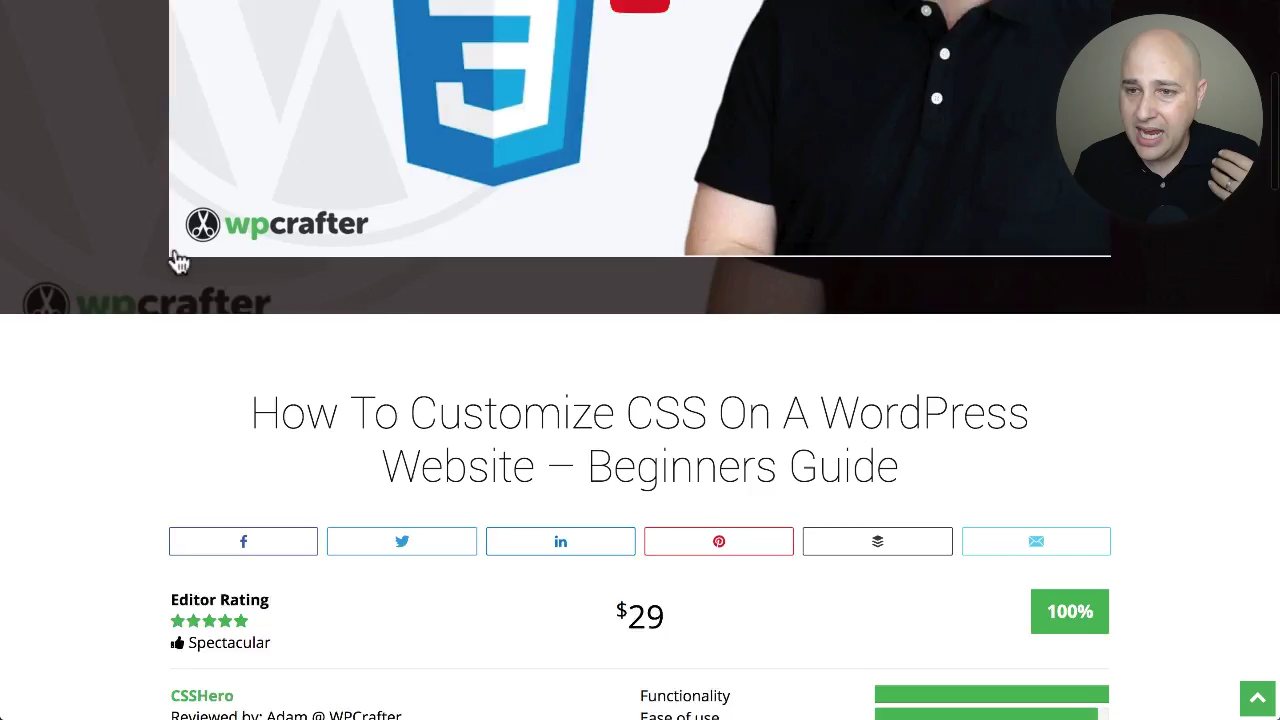 3
wpcrafter
wpcrafter
How To Customize CSS On A WordPress
Website – Beginners Guide
Editor Rating
$29
100%
Spectacular
CSSHero
Functionality
Reviewed by: Adam @ WPCrafter
Ease of use